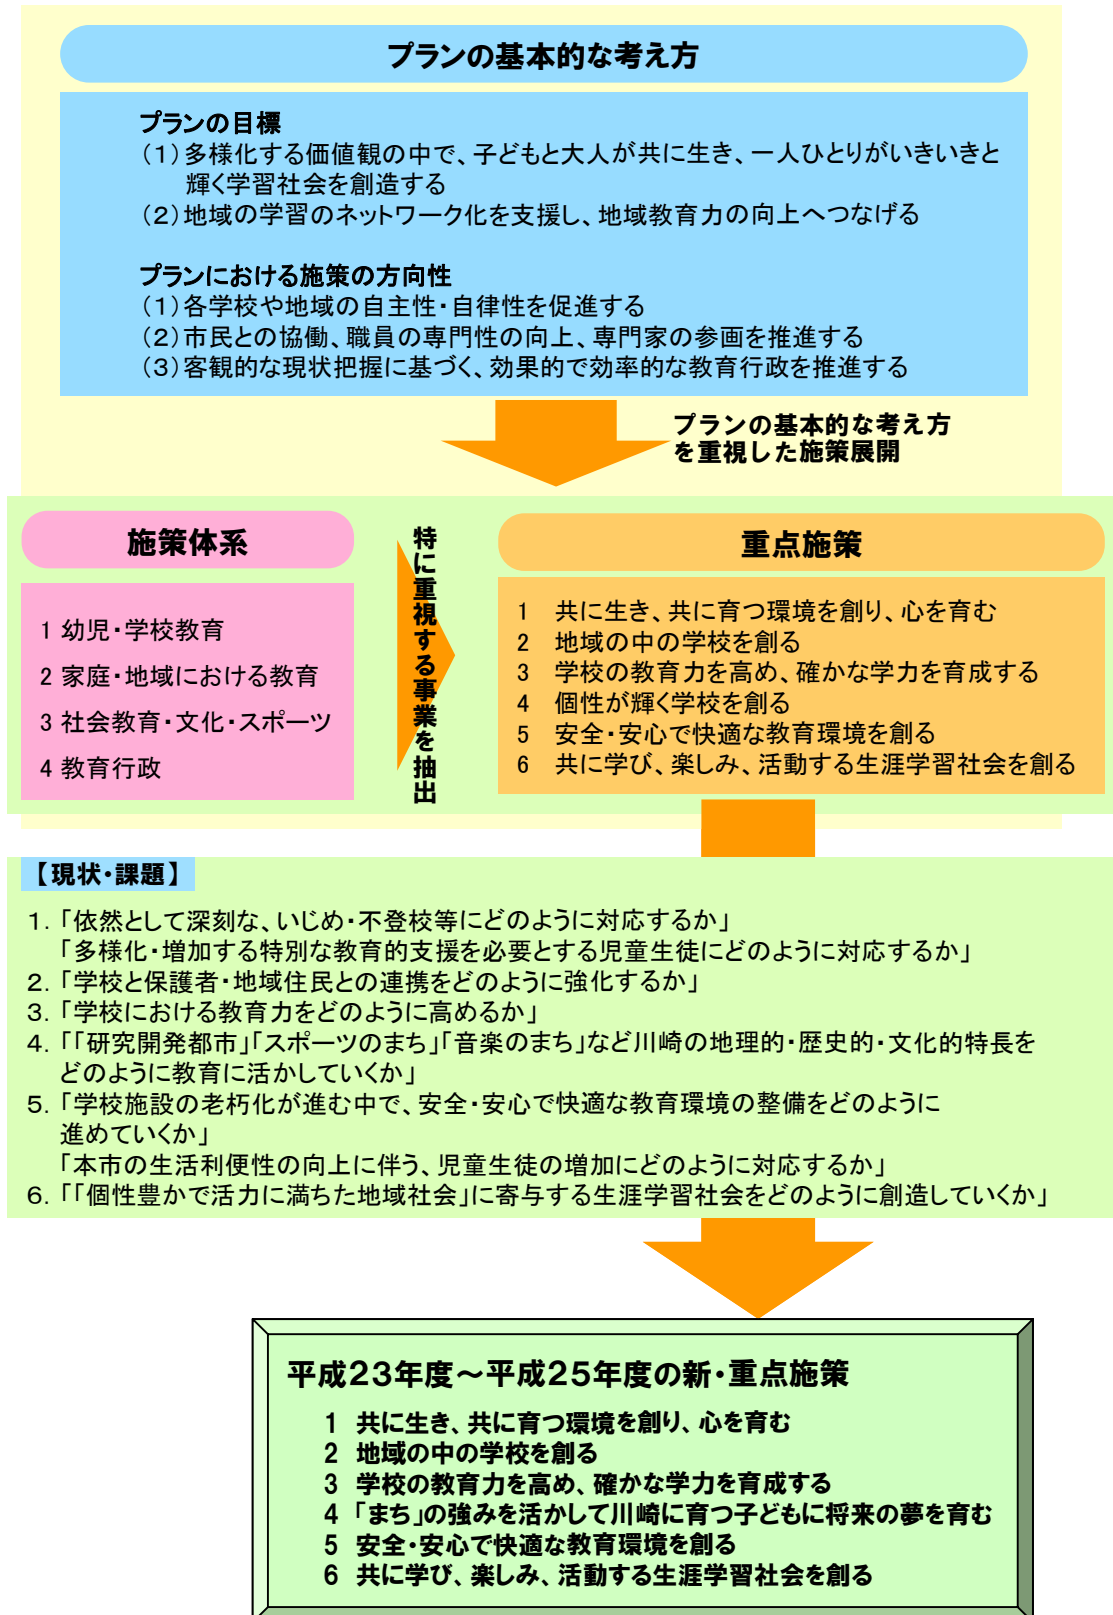 プランの基本的な考え方
プランの目標
（１）多様化する価値観の中で、子どもと大人が共に生き、一人ひとりがいきいきと
輝く学習社会を創造する
（２）地域の学習のネットワーク化を支援し、地域教育力の向上へつなげる
プランにおける施策の方向性
（１）各学校や地域の自主性・自律性を促進する
（２）市民との協働、職員の専門性の向上、専門家の参画を推進する
（３）客観的な現状把握に基づく、効果的で効率的な教育行政を推進する
プランの基本的な考え方
を重視した施策展開
施策体系
1 幼児・学校教育
2 家庭・地域における教育
3 社会教育・文化・スポーツ
4 教育行政
特に重視する事業を抽出
重点施策
1 共に生き、共に育つ環境を創り、心を育む
2 地域の中の学校を創る
3 学校の教育力を高め、確かな学力を育成する
4 個性が輝く学校を創る
5 安全・安心で快適な教育環境を創る
6 共に学び、楽しみ、活動する生涯学習社会を創る
【現状・課題】
１．「依然として深刻な、いじめ・不登校等にどのように対応するか」
「多様化・増加する特別な教育的支援を必要とする児童生徒にどのように対応するか」
２．「学校と保護者・地域住民との連携をどのように強化するか」
３．「学校における教育力をどのように高めるか」
４．「「研究開発都市」「スポーツのまち」「音楽のまち」など川崎の地理的・歴史的・文化的特長を
どのように教育に活かしていくか」
５．「学校施設の老朽化が進む中で、安全・安心で快適な教育環境の整備をどのように
進めていくか」
「本市の生活利便性の向上に伴う、児童生徒の増加にどのように対応するか」
６．「「個性豊かで活力に満ちた地域社会」に寄与する生涯学習社会をどのように創造していくか」
平成２３年度～平成２５年度の新・重点施策
1 共に生き、共に育つ環境を創り、心を育む
2 地域の中の学校を創る
3 学校の教育力を高め、確かな学力を育成する
4 「まち」の強みを活かして川崎に育つ子どもに将来の夢を育む
5 安全・安心で快適な教育環境を創る
6 共に学び、楽しみ、活動する生涯学習社会を創る